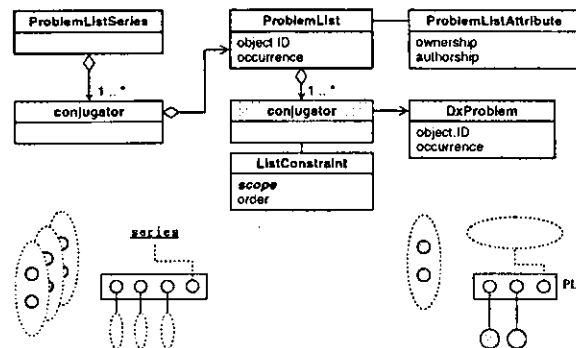 ProblemListSeries
ProblemList
object ID
occurrence
ProblemListAttribute
ownership
authorship
1 .. *
conjugator
1 .. *
conjugator
DxProblem
object.ID
occurrence
ListConstraint
scope
order
series
PL